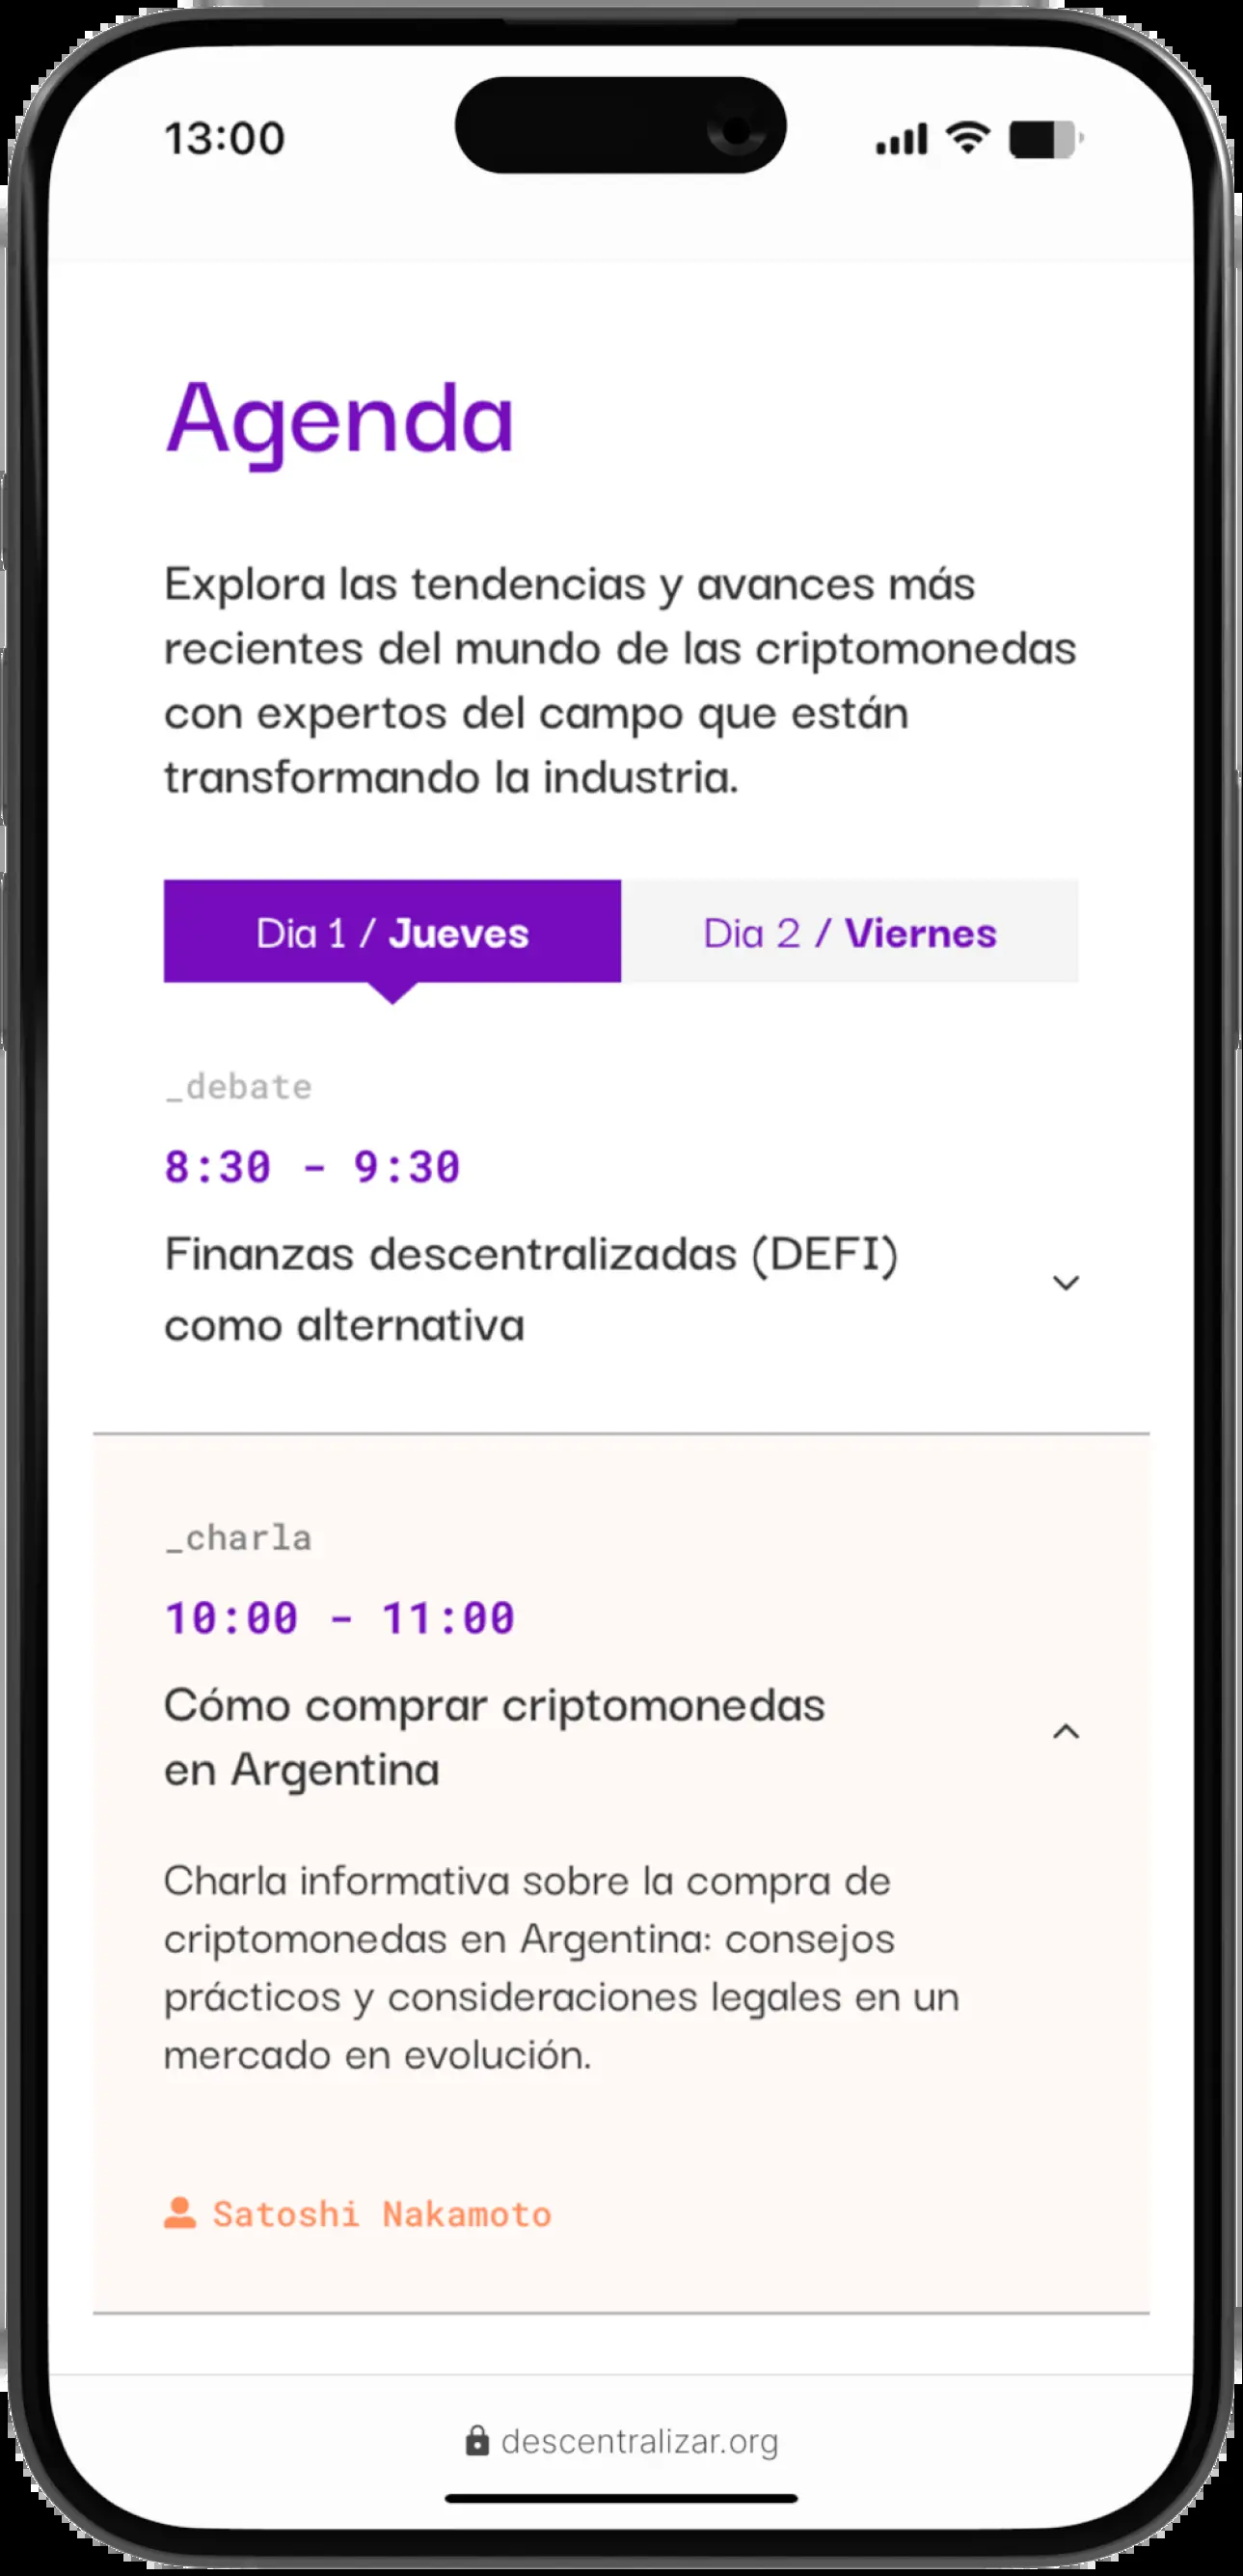 13:00
Agenda
Explora las tendencias y avances más
recientes del mundo de las criptomonedas
con expertos del campo que están
transformando la industria.
Dia 1 / Jueves
Dia 2 / Viernes
_debate
8:30 - 9:30
Finanzas descentralizadas (DEFI)
como alternativa
_charla
10:00 - 11:00
Cómo comprar criptomonedas
en Argentina
Charla informativa sobre la compra de
criptomonedas en Argentina: consejos
prácticos y consideraciones legales en un
mercado en evolución.
Satoshi Nakamoto
descentralizar.org